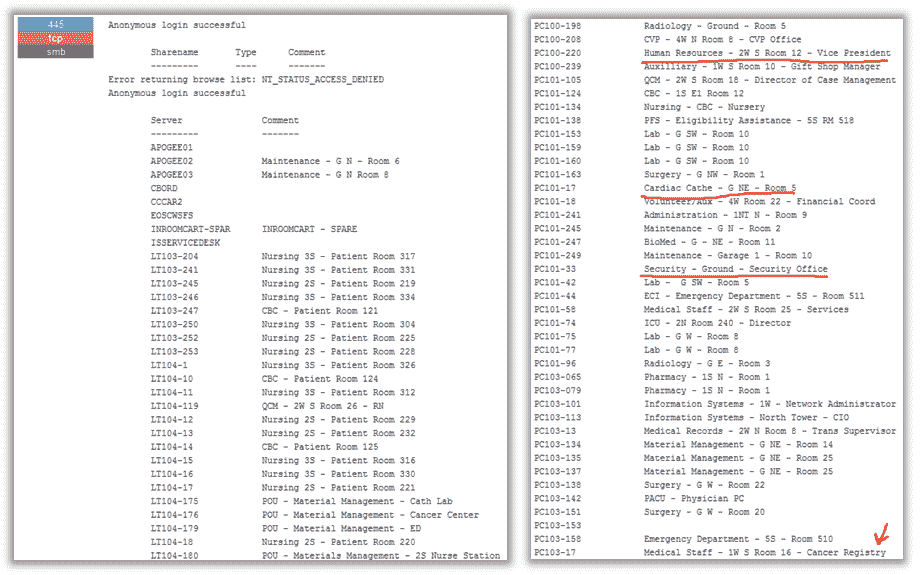 445
tcp
smb
Anonymous login successful
Sharename Type Comment
--------- ---- -------
Error returning browse list: NT_STATUS_ACCESS_DENIED
Anonymous login successful
Server Comment
--------- -------
APOGEE01
APOGEE02 Maintenance - G N - Room 6
APOGEE03 Maintenance - G N Room 8
CBORD
CCCAR2
EOSCWSFS
INROOMCART-SPAR INROOMCART - SPARE
ISSERVICEDESK
LT103-204 Nursing 3S - Patient Room 317
LT103-241 Nursing 3S - Patient Room 331
LT103-245 Nursing 2S - Patient Room 219
LT103-246 Nursing 3S - Patient Room 334
LT103-247 CBC - Patient Room 121
LT103-250 Nursing 3S - Patient Room 304
LT103-252 Nursing 2S - Patient Room 225
LT103-253 Nursing 2S - Patient Room 228
LT104-1 Nursing 3S - Patient Room 326
LT104-10 CBC - Patient Room 124
LT104-11 Nursing 3S - Patient Room 312
LT104-119 QCM - 2W S Room 26 - RN
LT104-12 Nursing 2S - Patient Room 229
LT104-13 Nursing 2S - Patient Room 232
LT104-14 CBC - Patient Room 125
LT104-15 Nursing 3S - Patient Room 316
LT104-16 Nursing 3S - Patient Room 330
LT104-17 Nursing 2S - Patient Room 221
LT104-175 POU - Material Management - Cath Lab
LT104-176 POU - Material Management - Cancer Center
LT104-179 POU - Material Management - ED
LT104-18 Nursing 2S - Patient Room 220
LT104-180 POU - Materials Management - 2S Nurse Station
PC100-198 Radiology - Ground - Room 5
PC100-208 CVP - 4W N Room 8 - CVP Office
PC100-220 Human Resources - 2W S Room 12 - Vice President
PC100-239 Auxilliary - 1W S Room 10 - Gift Shop Manager
PC101-105 QCM - 2W S Room 18 - Director of Case Management
PC101-124 CBC - 1S E1 Room 12
PC101-134 Nursing - CBC - Nursery
PC101-138 PFS - Eligibility Assistance - 5S RM 518
PC101-153 Lab - G SW - Room 10
PC101-159 Lab - G SW - Room 10
PC101-160 Lab - G SW - Room 10
PC101-163 Surgery - G NW - Room 1
PC101-17 Cardiac Cathe - G NE - Room 5
PC101-18 Volunteer/Aux - 4W Room 22 - Financial Coord
PC101-241 Administration - 1NT N - Room 9
PC101-245 Maintenance - G N - Room 2
PC101-247 BioMed - G - NE - Room 11
PC101-249 Maintenance - Garage 1 - Room 10
PC101-33 Security - Ground - Security Office
PC101-42 Lab - G SW - Room 5
PC101-44 ECI - Emergency Department - 5S - Room 511
PC101-58 Medical Staff - 2W S Room 25 - Services
PC101-74 ICU - 2N Room 240 - Director
PC101-75 Lab - G W - Room 8
PC101-77 Lab - G W - Room 8
PC101-96 Radiology - G E - Room 3
PC103-065 Pharmacy - 1S N - Room 1
PC103-079 Pharmacy - 1S N - Room 1
PC103-101 Information Systems - 1W - Network Administrator
PC103-113 Information Systems - North Tower - CIO
PC103-13 Medical Records - 2W N Room 8 - Trans Supervisor
PC103-134 Material Management - G NE - Room 14
PC103-135 Material Management - G NE - Room 25
PC103-137 Material Management - G NE - Room 25
PC103-138 Surgery - G W - Room 22
PC103-142 PACU - Physician PC
PC103-151 Surgery - G W - Room 20
PC103-153
PC103-158 Emergency Department - 5S - Room 510
PC103-17 Medical Staff - 1W S Room 16 - Cancer Registry